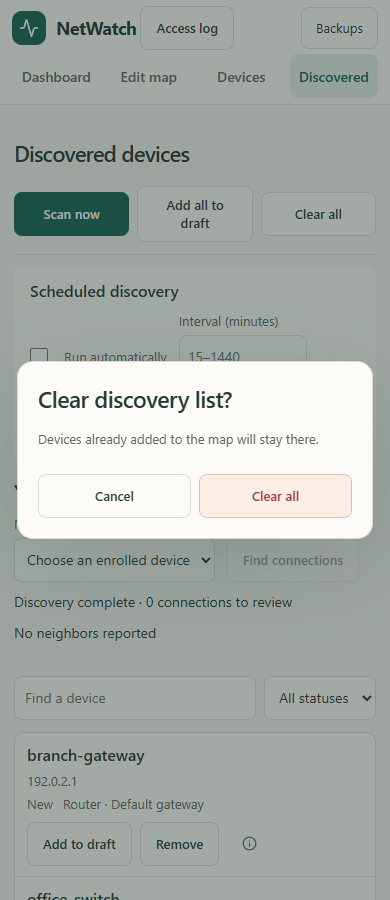 NetWatch
Access log
Backups
Dashboard
Edit map
Devices
Discovered
Discovered devices
Scan now
Add all to
draft
Clear all
Scheduled discovery
Interval (minutes)
Run automatically
15–1440
Clear discovery list?
Devices already added to the map will stay there.
Cancel
Clear all
Choose an enrolled device
Find connections
Discovery complete · 0 connections to review
No neighbors reported
Find a device
All statuses
branch-gateway
192.0.2.1
New Router · Default gateway
Add to draft
Remove
office-switch